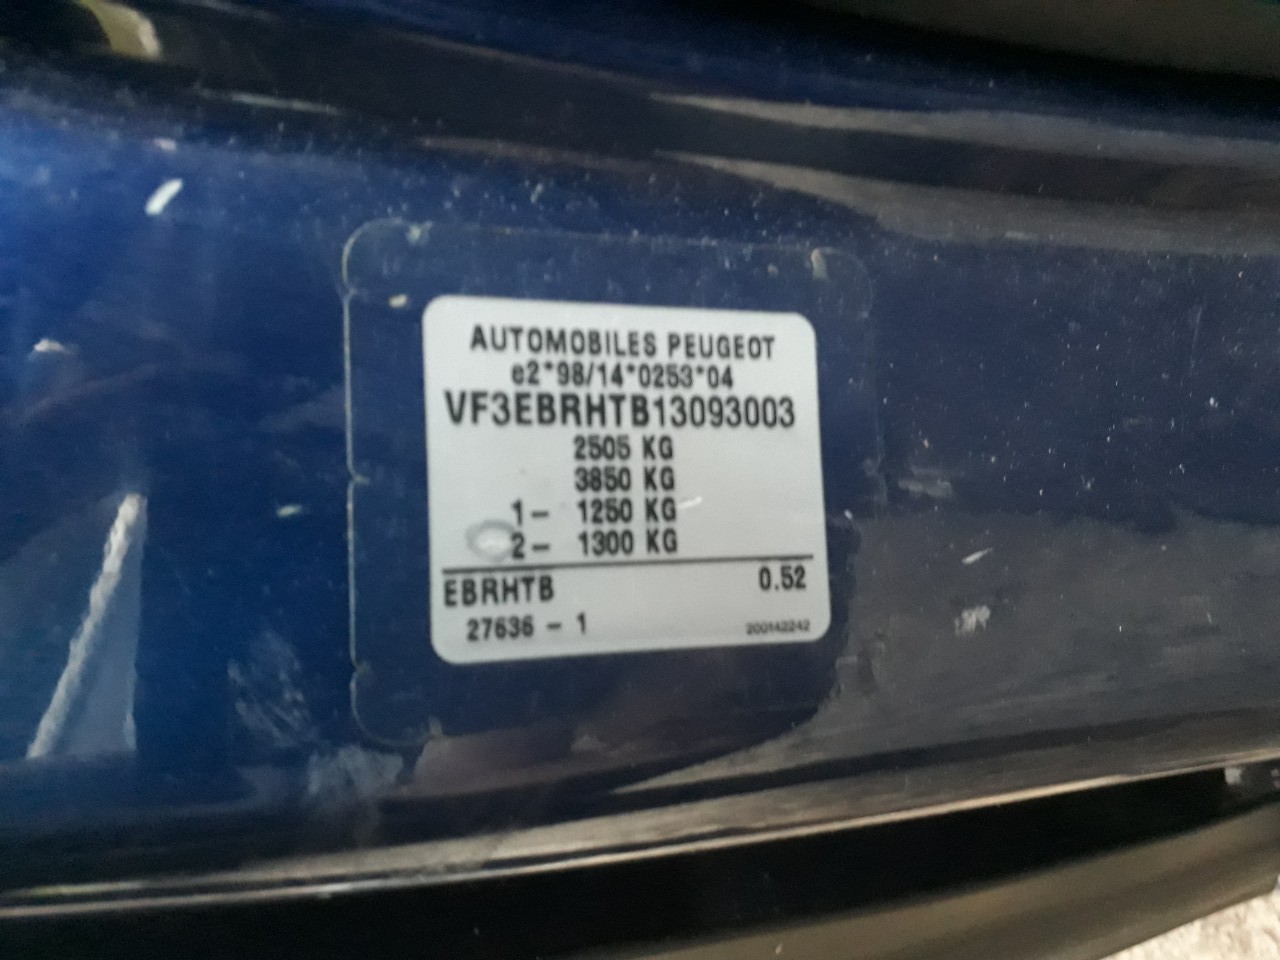 AUTOMOBILES PEUGEOT
e2*98/14*0253*04
VF3EBRHTB13093003
2505 KG
3850 KG
1- 1250 KG
2- 1300 KG
EBRHTB 0.52
27636 - 1 200142242